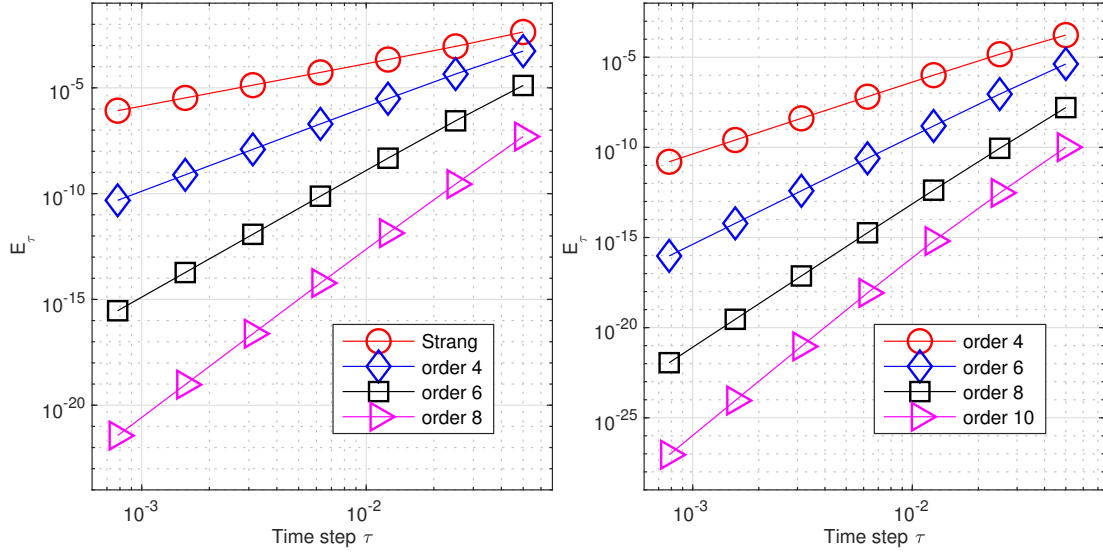 10^-5
10^-10
10^-15
10^-20
E_τ
10^-3
10^-2
Time step τ
Strang
order 4
order 6
order 8
10^-5
10^-10
10^-15
10^-20
10^-25
E_τ
10^-3
10^-2
Time step τ
order 4
order 6
order 8
order 10